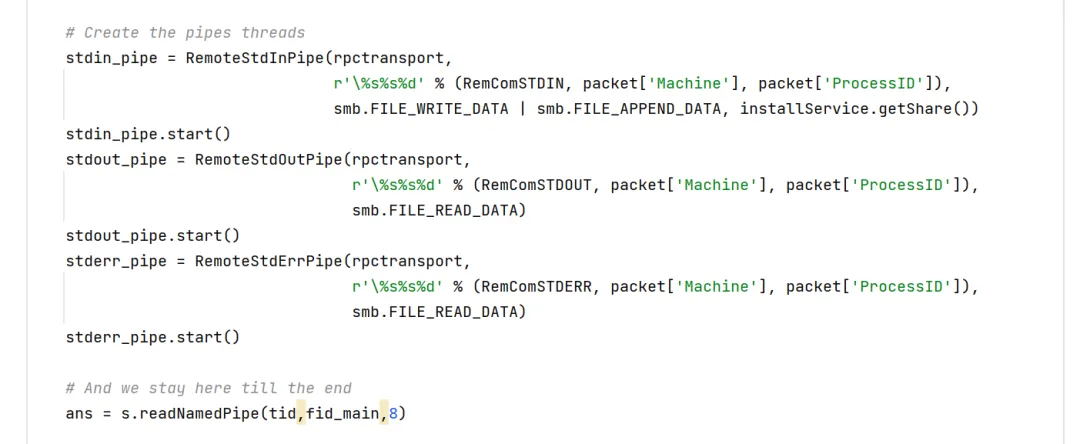 # Create the pipes threads
stdin_pipe = RemoteStdInPipe(rpctransport,
                             r'\%s%s%d' % (RemComSTDIN, packet['Machine'], packet['ProcessID']),
                             smb.FILE_WRITE_DATA | smb.FILE_APPEND_DATA, installService.getShare())
stdin_pipe.start()
stdout_pipe = RemoteStdOutPipe(rpctransport,
                               r'\%s%s%d' % (RemComSTDOUT, packet['Machine'], packet['ProcessID']),
                               smb.FILE_READ_DATA)
stdout_pipe.start()
stderr_pipe = RemoteStdErrPipe(rpctransport,
                               r'\%s%s%d' % (RemComSTDERR, packet['Machine'], packet['ProcessID']),
                               smb.FILE_READ_DATA)
stderr_pipe.start()

# And we stay here till the end
ans = s.readNamedPipe(tid,fid_main,8)